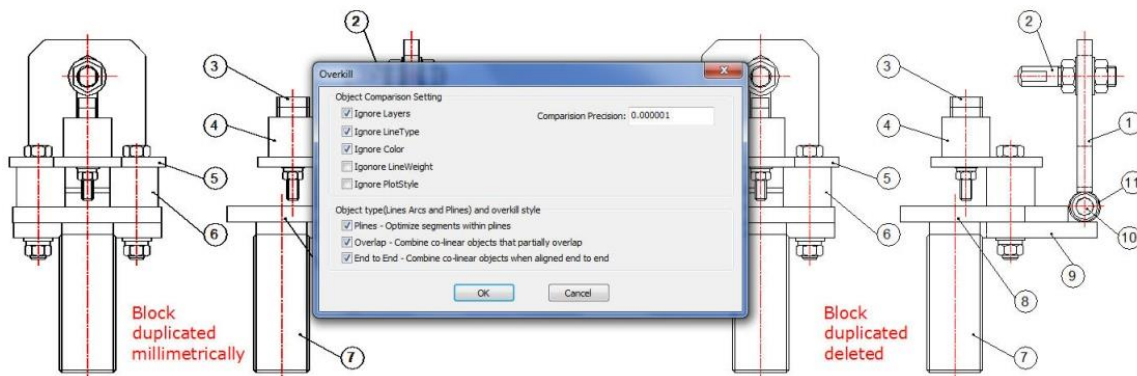 2
3
4
5
6
7
Block
duplicated
millimetrically
Overkill
Object Comparison Setting
Ignore Layers
Comparision Precision: 0.000001
Ignore LineType
Ignore Color
Igonore LineWeight
Ignore PlotStyle
Object type(Lines Arcs and Plines) and overkill style
Plines - Optimize segments within plines
Overlap - Combine co-linear objects that partially overlap
End to End - Combine co-linear objects when aligned end to end
OK
Cancel
5
6
Block
duplicated
deleted
2
3
4
1
11
10
9
8
7